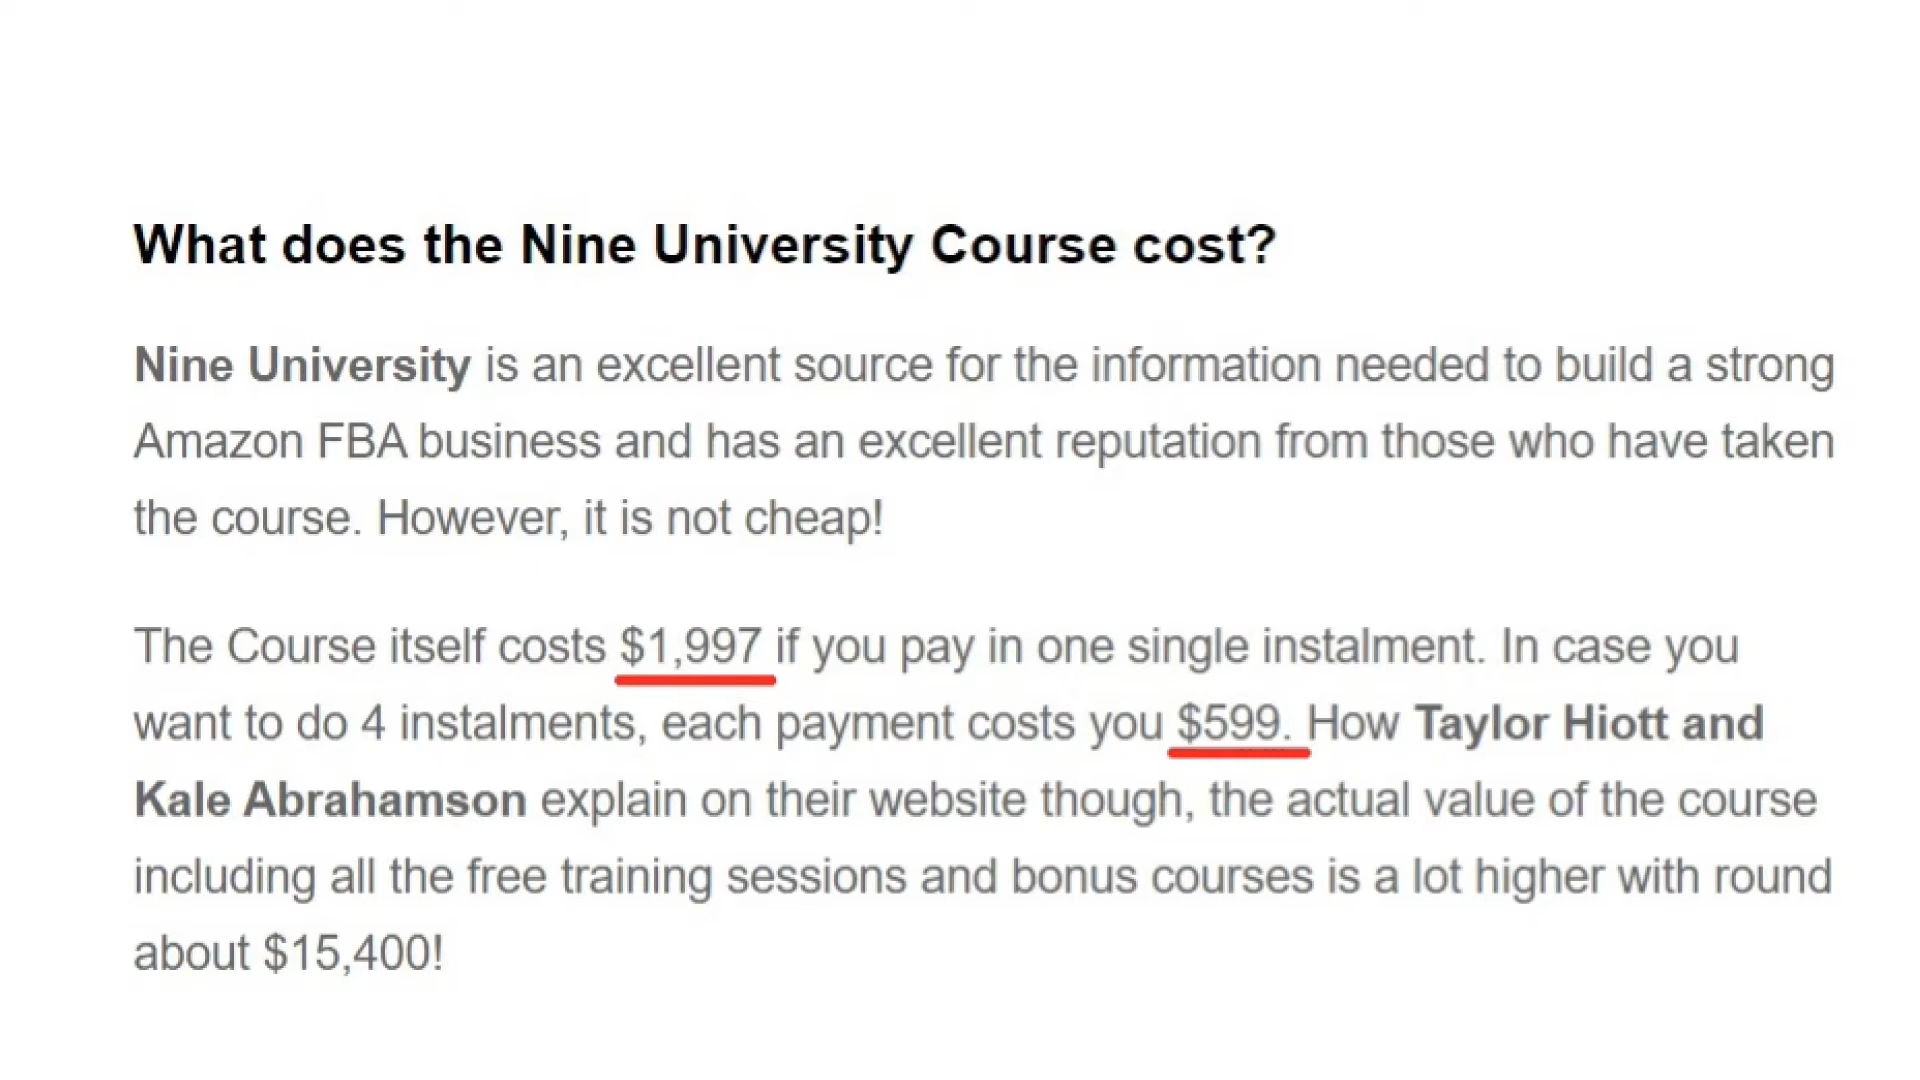 What does the Nine University Course cost?
Nine University is an excellent source for the information needed to build a strong
Amazon FBA business and has an excellent reputation from those who have taken
the course. However, it is not cheap!
The Course itself costs $1,997 if you pay in one single instalment. In case you
want to do 4 instalments, each payment costs you $599. How Taylor Hiott and
Kale Abrahamson explain on their website though, the actual value of the course
including all the free training sessions and bonus courses is a lot higher with round
about $15,400!